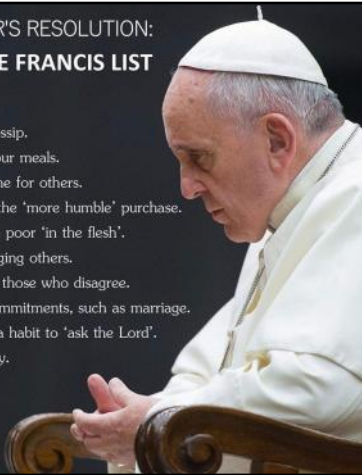 R'S RESOLUTION:
E FRANCIS LIST
ssip.
ur meals.
ne for others.
the 'more humble' purchase.
poor 'in the flesh'.
ging others.
those who disagree.
mmitments, such as marriage.
a habit to 'ask the Lord'.
y.